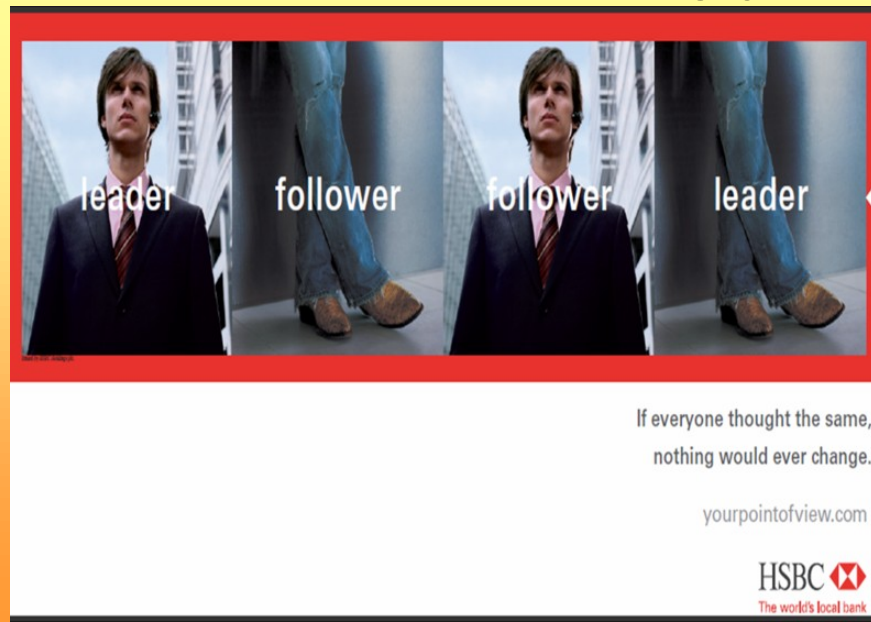 leader follower follower leader
If everyone thought the same,
nothing would ever change.
yourpointofview.com
HSBC
The world's local bank